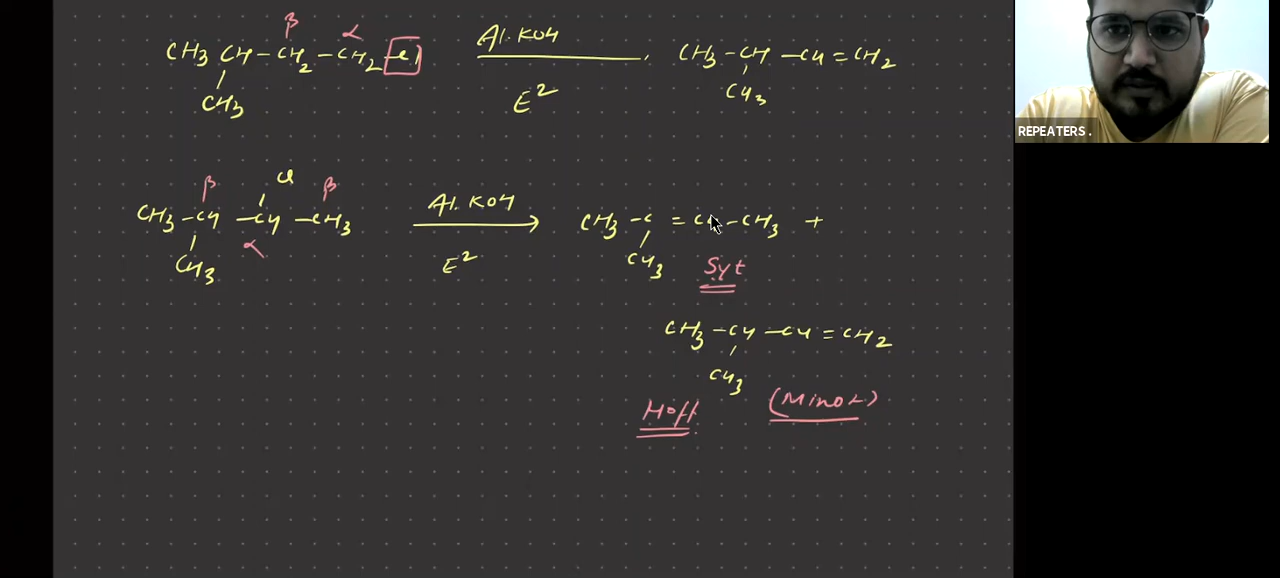 β α
CH3 CH - CH2 - CH2 - Cl Al. KOH CH3 - CH - CH = CH2
CH3 E2 CH3
REPEATERS .
β Cl β
CH3 - CH - CH - CH3 Al. KOH CH3 - C = CH - CH3 +
CH3 α E2 CH3 Syt
CH3 - CH - CH = CH2
CH3
Hoff (Minor)